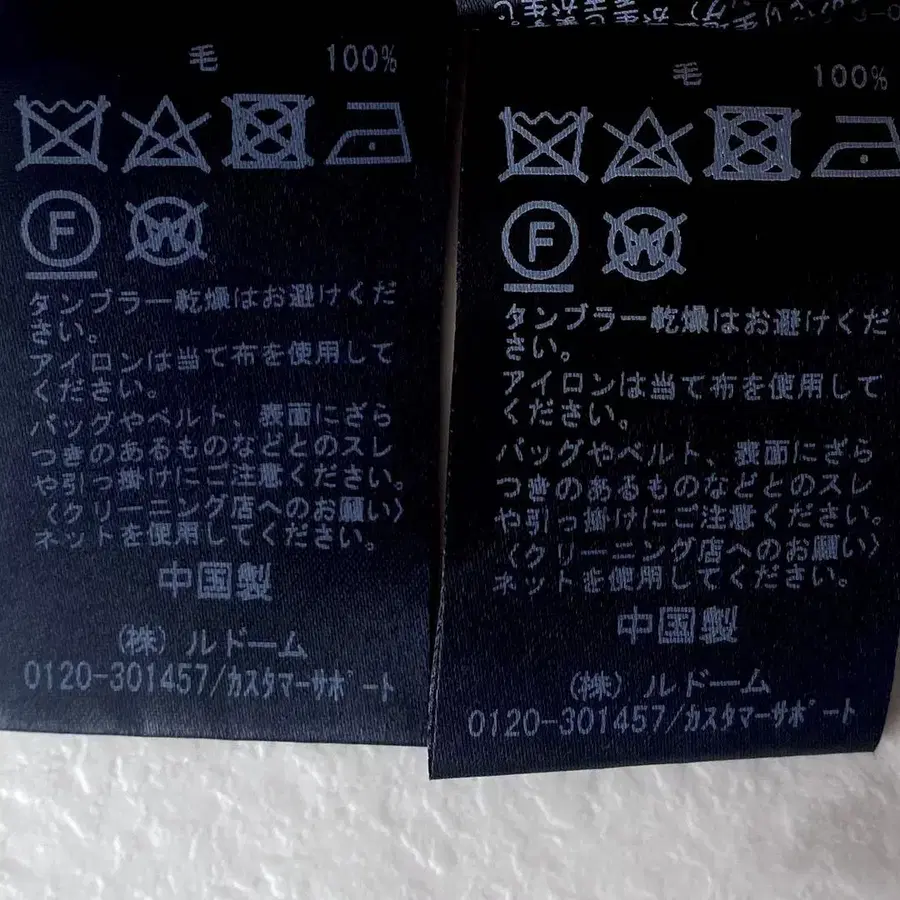 毛 100%
F
W
タンブラー乾燥はお避けくだ
さい。
アイロンは当て布を使用して
ください。
バッグやベルト、表面にざら
つきのあるものなどとのスレ
や引っ掛けにご注意ください。
〈クリーニング店へのお願い〉
ネットを使用してください。
中国製
(株) ルドーム
0120-301457/カスタマーサポート
毛 100%
F
W
タンブラー乾燥はお避けくだ
さい。
アイロンは当て布を使用して
ください。
バッグやベルト、表面にざら
つきのあるものなどとのスレ
や引っ掛けにご注意ください。
〈クリーニング店へのお願い〉
ネットを使用してください。
中国製
(株) ルドーム
0120-301457/カスタマーサポート